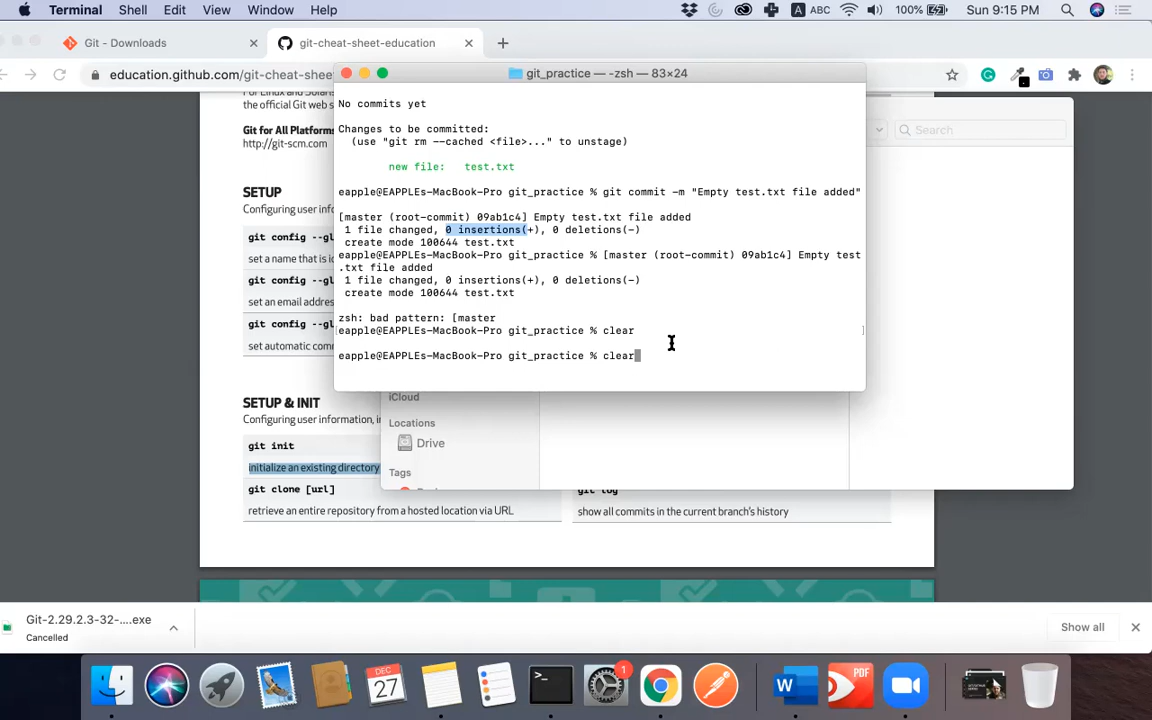 Terminal Shell Edit View Window Help
A ABC 100% Sun 9:15 PM
Git - Downloads
git-cheat-sheet-education
education.github.com/git-cheat-shee
git_practice — -zsh — 83×24
the official Git web s
Git for All Platforms
http://git-scm.com
SETUP
Configuring user
git config --gl
set a name that is
git config --gl
set an email addres
git config --gl
set automatic comm
SETUP & INIT
Configuring user information, i
git init
initialize an existing directory
git clone [url]
retrieve an entire repository from a hosted location via URL
git log
show all commits in the current branch's history
No commits yet
Changes to be committed:
(use "git rm --cached <file>..." to unstage)
new file: test.txt
eapple@EAPPLEs-MacBook-Pro git_practice % git commit -m "Empty test.txt file added"
[master (root-commit) 09ab1c4] Empty test.txt file added
1 file changed, 0 insertions(+), 0 deletions(-)
create mode 100644 test.txt
eapple@EAPPLEs-MacBook-Pro git_practice % [master (root-commit) 09ab1c4] Empty test
.txt file added
1 file changed, 0 insertions(+), 0 deletions(-)
create mode 100644 test.txt
zsh: bad pattern: [master
[eapple@EAPPLEs-MacBook-Pro git_practice % clear ]
eapple@EAPPLEs-MacBook-Pro git_practice % clear
Search
iCloud
Locations
Drive
Tags
Git-2.29.2.3-32-....exe
Cancelled
Show all
DEC
27
1
W
PDF